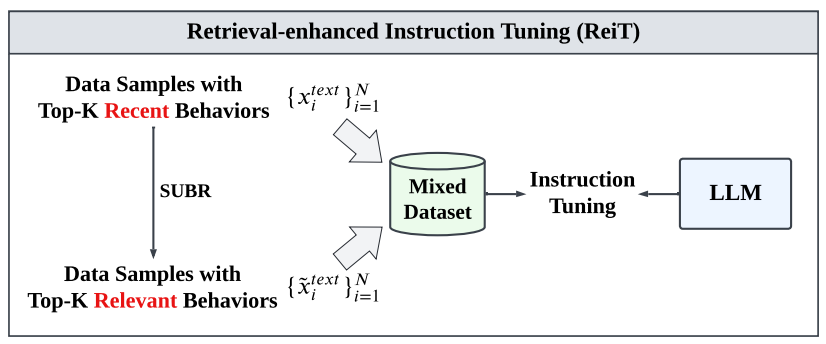 Retrieval-enhanced Instruction Tuning (ReiT)
Data Samples with
Top-K Recent Behaviors
{x_i^{text}}_{i=1}^N
SUBR
Mixed
Dataset
Instruction
Tuning
LLM
Data Samples with
Top-K Relevant Behaviors
{x̃_i^{text}}_{i=1}^N